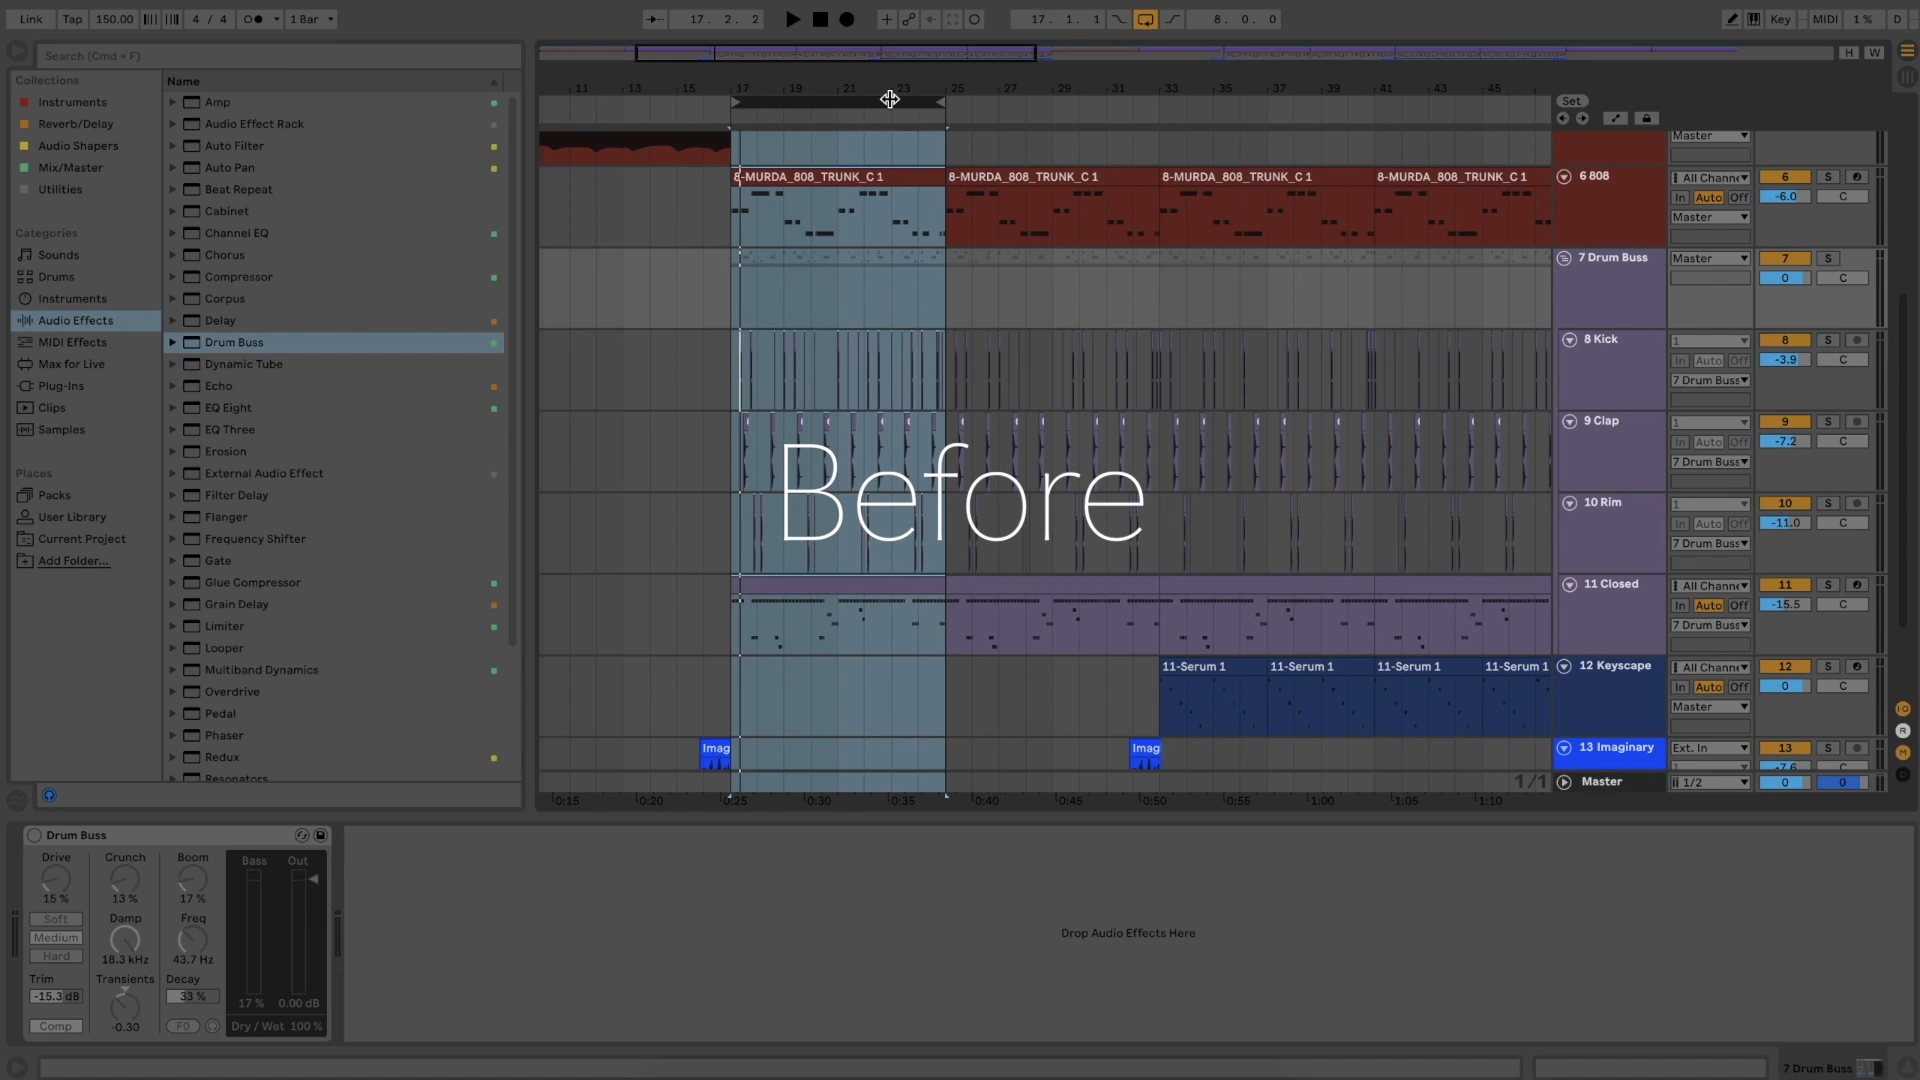 Link Tap 150.00 4 / 4 1 Bar 17. 2. 2 17. 1. 1 8. 0. 0 Key MIDI 1 % D
Search (Cmd + F)
H W
Collections
Instruments
Reverb/Delay
Audio Shapers
Mix/Master
Utilities
Categories
Sounds
Drums
Instruments
Audio Effects
MIDI Effects
Max for Live
Plug-Ins
Clips
Samples
Places
Packs
User Library
Current Project
Add Folder...
Name
Amp
Audio Effect Rack
Auto Filter
Auto Pan
Beat Repeat
Cabinet
Channel EQ
Chorus
Compressor
Corpus
Delay
Drum Buss
Dynamic Tube
Echo
EQ Eight
EQ Three
Erosion
External Audio Effect
Filter Delay
Flanger
Frequency Shifter
Gate
Glue Compressor
Grain Delay
Limiter
Looper
Multiband Dynamics
Overdrive
Pedal
Phaser
Redux
Resonators
11 13 15 17 19 21 23 25 27 29 31 33 35 37 39 41 43 45
Set
Master
8-MURDA_808_TRUNK_C 1 8-MURDA_808_TRUNK_C 1 8-MURDA_808_TRUNK_C 1 8-MURDA_808_TRUNK_C 1
6 808 All Channe 6 S
In Auto Off -6.0 C
Master
7 Drum Buss Master 7 S
0 C
8 Kick 1 8 S
In Auto Off -3.9 C
7 Drum Buss
9 Clap 1 9 S
In Auto Off -7.2 C
7 Drum Buss
Before
10 Rim 1 10 S
In Auto Off -11.0 C
7 Drum Buss
11 Closed All Channe 11 S
In Auto Off -15.5 C
7 Drum Buss
11-Serum 1 11-Serum 1 11-Serum 1 11-Serum 1
12 Keyscape All Channe 12 S
In Auto Off 0 C
Master
Imag Imag
13 Imaginary Ext. In 13 S
1 -7.6 C
1/1 Master 1/2 0 0
0:15 0:20 0:25 0:30 0:35 0:40 0:45 0:50 0:55 1:00 1:05 1:10
Drum Buss
Drive Crunch Boom Bass Out
15 % 13 % 17 %
Soft
Medium
Hard
Damp Freq
18.3 kHz 43.7 Hz
Trim Transients Decay
-15.3 dB 33 %
17 % 0.00 dB
Comp -0.30 Dry / Wet 100 %
Drop Audio Effects Here
7 Drum Buss